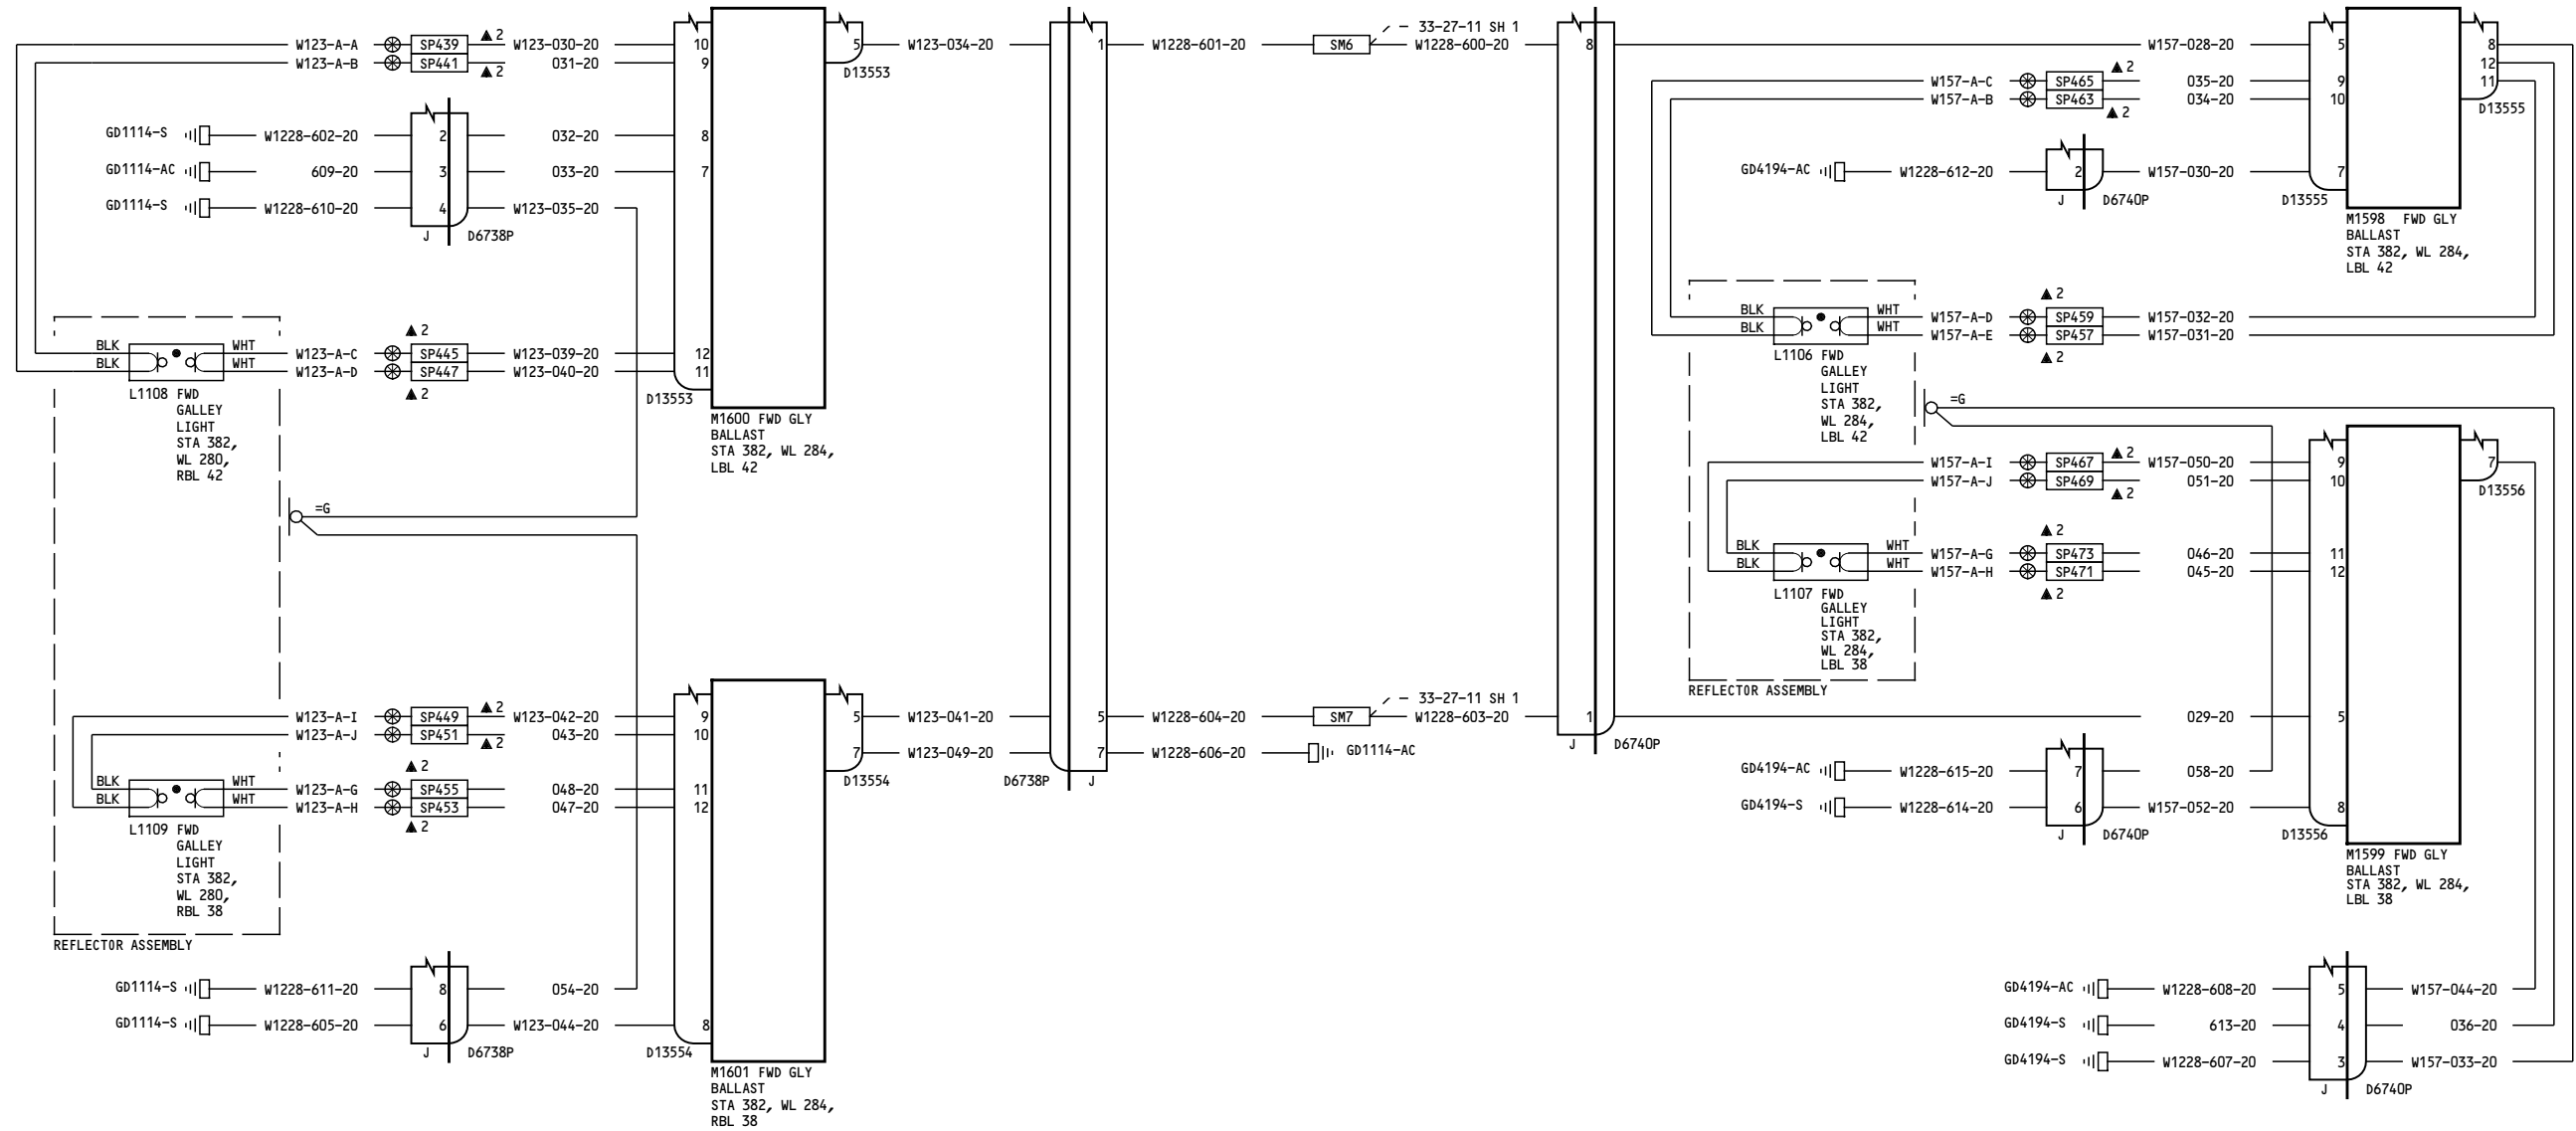 W123-A-A SP439 ▲2 W123-030-20 10
W123-A-B SP441 ▲2 031-20 9
GD1114-S W1228-602-20 2 032-20 8
GD1114-AC 609-20 3 033-20 7
GD1114-S W1228-610-20 4 W123-035-20
J D6738P
▲2
BLK WHT W123-A-C SP445 W123-039-20 12
BLK WHT W123-A-D SP447 W123-040-20 11
▲2
L1108 FWD
GALLEY
LIGHT
STA 382,
WL 280,
RBL 42
D13553
M1600 FWD GLY
BALLAST
STA 382, WL 284,
LBL 42
=G
W123-A-I SP449 ▲2 W123-042-20 9
W123-A-J SP451 ▲2 043-20 10
▲2
BLK WHT W123-A-G SP455 048-20 11
BLK WHT W123-A-H SP453 047-20 12
▲2
L1109 FWD
GALLEY
LIGHT
STA 382,
WL 280,
RBL 38
REFLECTOR ASSEMBLY
GD1114-S W1228-611-20 8 054-20
GD1114-S W1228-605-20 6 W123-044-20 8
J D6738P
D13554
M1601 FWD GLY
BALLAST
STA 382, WL 284,
RBL 38
5 W123-034-20 1 W1228-601-20 SM6 W1228-600-20 8
33-27-11 SH 1
D13553
5 W123-041-20 5 W1228-604-20 SM7 W1228-603-20 1
33-27-11 SH 1
7 W123-049-20 7 W1228-606-20 GD1114-AC
D13554
D6738P J
J D6740P
W157-028-20 5
W157-A-C SP465 ▲2 035-20 9
W157-A-B SP463 ▲2 034-20 10
GD4194-AC W1228-612-20 2 W157-030-20 7
J D6740P
D13555
8
12
11
D13555
M1598 FWD GLY
BALLAST
STA 382, WL 284,
LBL 42
▲2
BLK WHT W157-A-D SP459 W157-032-20
BLK WHT W157-A-E SP457 W157-031-20
▲2
L1106 FWD
GALLEY
LIGHT
STA 382,
WL 284,
LBL 42
=G
W157-A-I SP467 ▲2 W157-050-20 9
W157-A-J SP469 ▲2 051-20 10
7
D13556
▲2
BLK WHT W157-A-G SP473 046-20 11
BLK WHT W157-A-H SP471 045-20 12
▲2
L1107 FWD
GALLEY
LIGHT
STA 382,
WL 284,
LBL 38
REFLECTOR ASSEMBLY
029-20 5
GD4194-AC W1228-615-20 7 058-20
GD4194-S W1228-614-20 6 W157-052-20 8
J D6740P
D13556
M1599 FWD GLY
BALLAST
STA 382, WL 284,
LBL 38
GD4194-AC W1228-608-20 5 W157-044-20
GD4194-S 613-20 4 036-20
GD4194-S W1228-607-20 3 W157-033-20
J D6740P